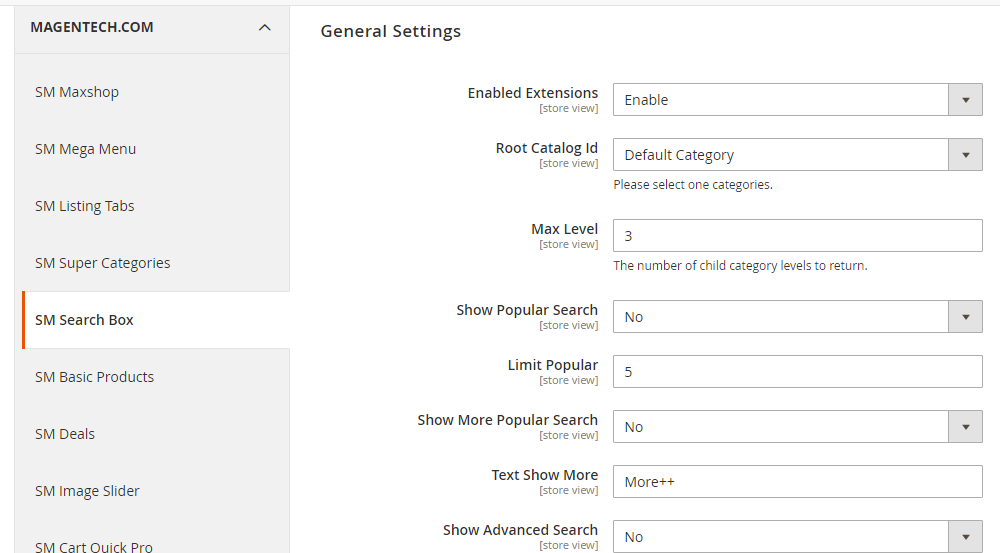 MAGENTECH.COM
SM Maxshop
SM Mega Menu
SM Listing Tabs
SM Super Categories
SM Search Box
SM Basic Products
SM Deals
SM Image Slider
SM Cart Quick Pro
General Settings
Enabled Extensions
[store view]
Enable
Root Catalog Id
[store view]
Default Category
Please select one categories.
Max Level
[store view]
3
The number of child category levels to return.
Show Popular Search
[store view]
No
Limit Popular
[store view]
5
Show More Popular Search
[store view]
No
Text Show More
[store view]
More++
Show Advanced Search
[store view]
No